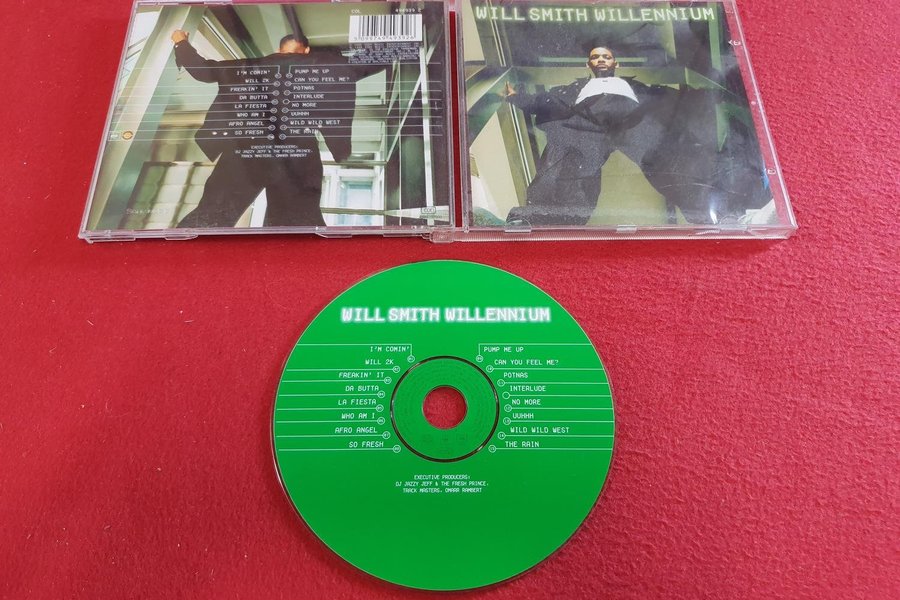 COL
WILL SMITH WILLENNIUM
I'M COMIN'
WILL 2K
FREAKIN' IT
DA BUTTA
LA FIESTA
WHO AM I
AFRO ANGEL
SO FRESH
PUMP ME UP
CAN YOU FEEL ME?
POTNAS
INTERLUDE
NO MORE
UUHHH
WILD WILD WEST
THE RAIN
EXECUTIVE PRODUCERS:
DJ JAZZY JEFF & THE FRESH PRINCE,
TRACK MASTERS, OMARR RAMBERT
WILL SMITH WILLENNIUM
I'M COMIN'
WILL 2K
FREAKIN' IT
DA BUTTA
LA FIESTA
WHO AM I
AFRO ANGEL
SO FRESH
PUMP ME UP
CAN YOU FEEL ME?
POTNAS
INTERLUDE
NO MORE
UUHHH
WILD WILD WEST
THE RAIN
EXECUTIVE PRODUCERS:
DJ JAZZY JEFF & THE FRESH PRINCE,
TRACK MASTERS, OMARR RAMBERT